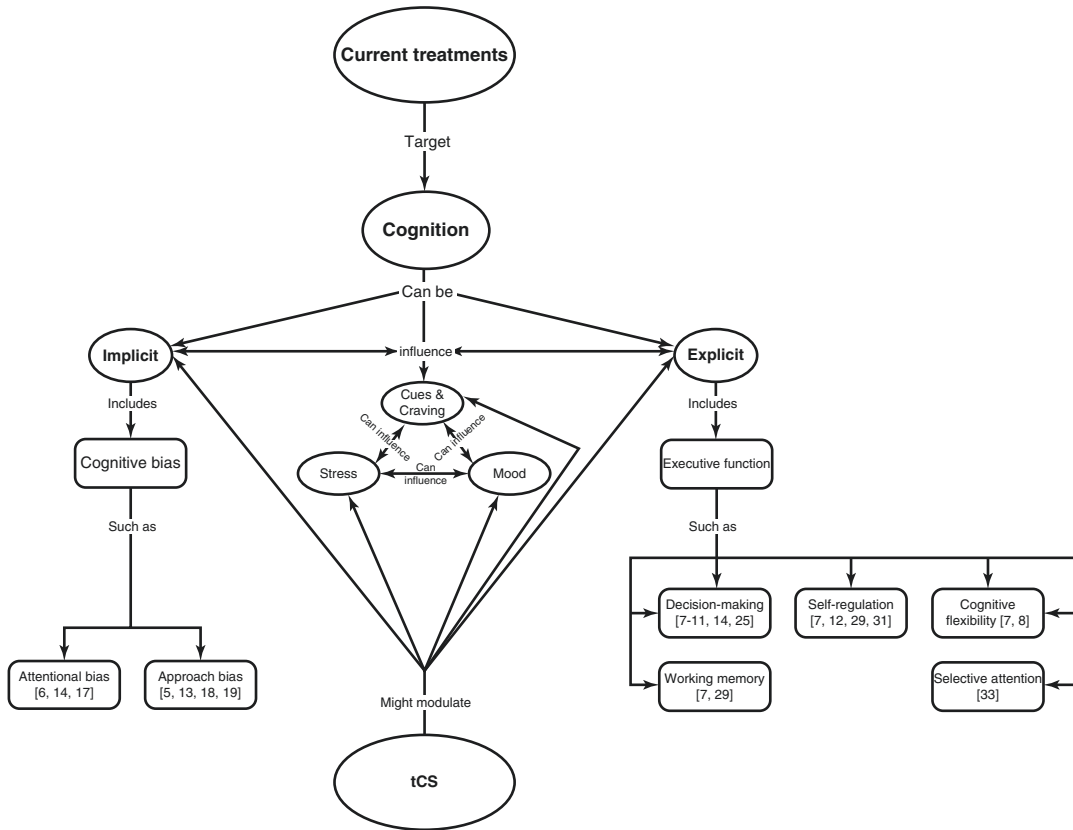 Current treatments
Target
Cognition
Can be
Implicit
influence
Explicit
Includes
Cues &
Craving
Includes
Can influence
Can influence
Cognitive bias
Stress
Can
influence
Mood
Executive function
Such as
Such as
Decision-making
[7-11, 14, 25]
Self-regulation
[7, 12, 29, 31]
Cognitive
flexibility [7, 8]
Attentional bias
[6, 14, 17]
Approach bias
[5, 13, 18, 19]
Working memory
[7, 29]
Selective attention
[33]
Might modulate
tCS